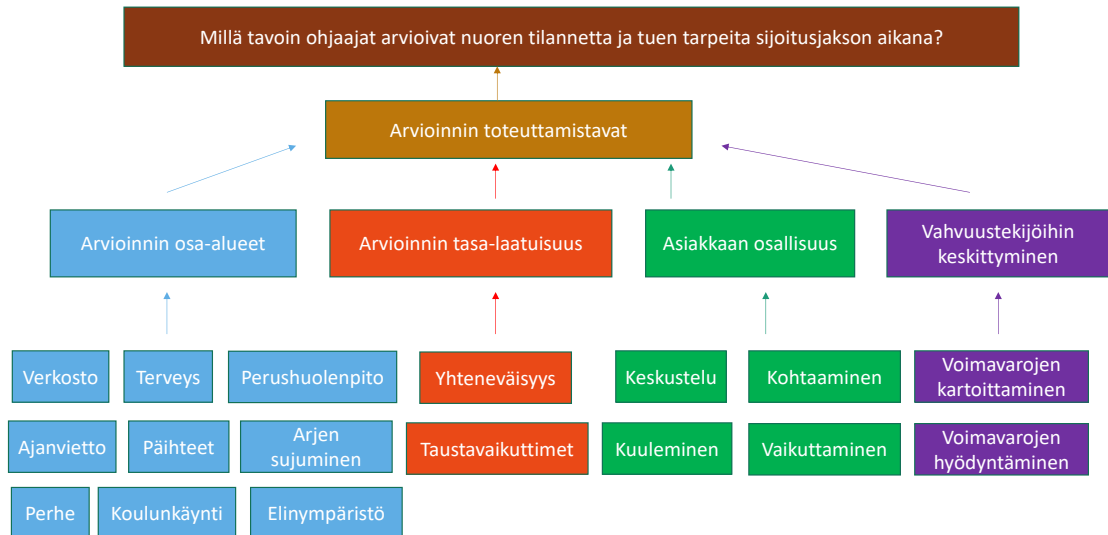 Millä tavoin ohjaajat arvioivat nuoren tilannetta ja tuen tarpeita sijoitusjakson aikana?
Arvioinnin toteuttamistavat
Arvioinnin osa-alueet
Arvioinnin tasa-laatuisuus
Asiakkaan osallisuus
Vahvuustekijöihin
keskittyminen
Verkosto
Terveys
Perushuolenpito
Yhteneväisyys
Keskustelu
Kohtaaminen
Voimavarojen
kartoittaminen
Ajanvietto
Päihteet
Arjen
sujuminen
Taustavaikuttimet
Kuuleminen
Vaikuttaminen
Voimavarojen
hyödyntäminen
Perhe
Koulunkäynti
Elinympäristö